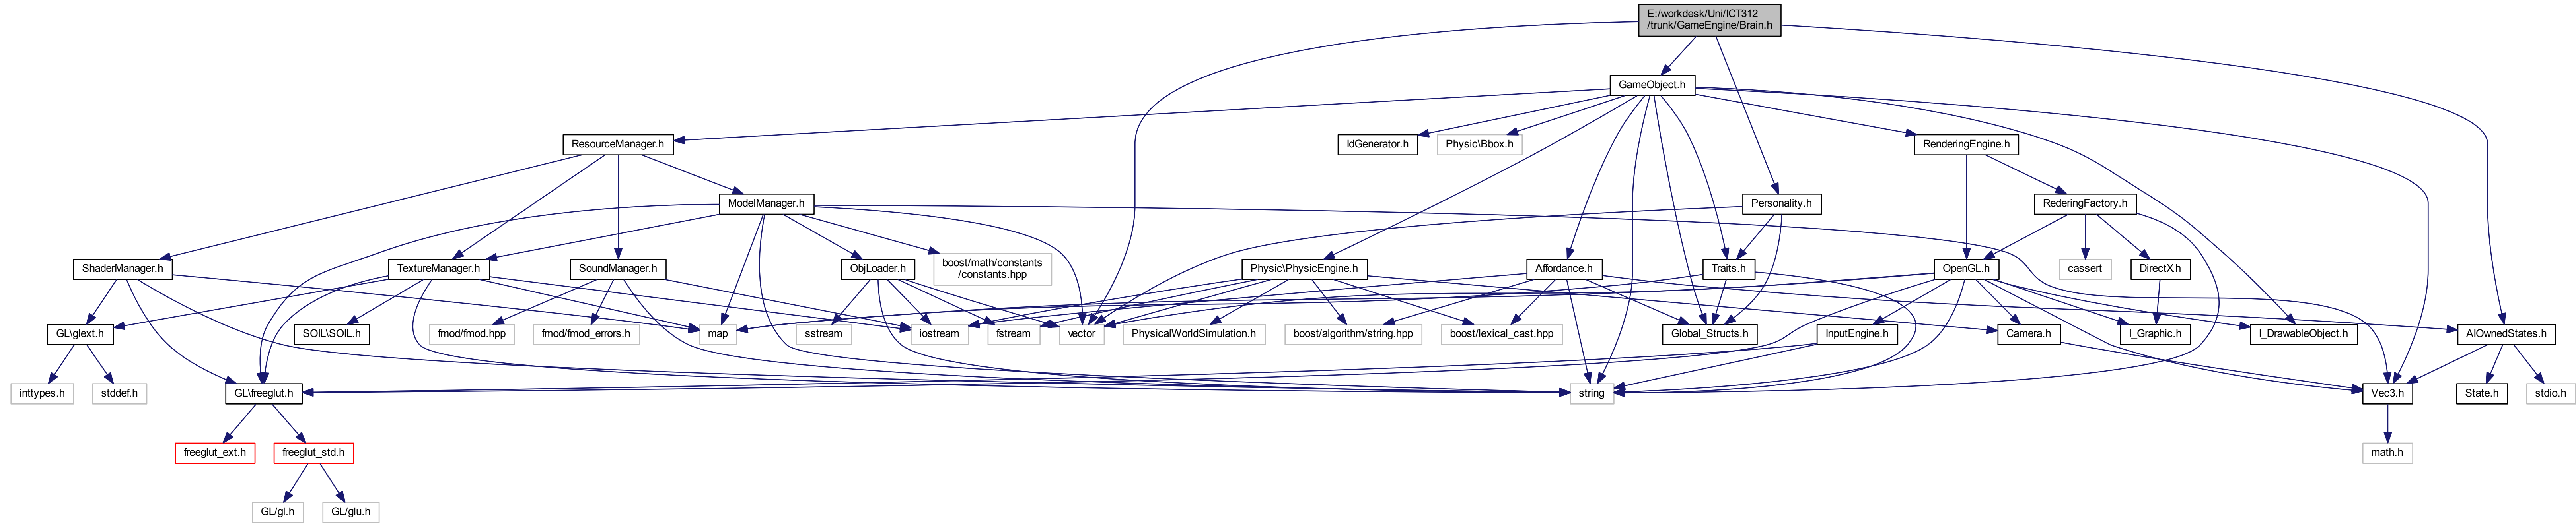 E:/workdesk/Uni/ICT312
/trunk/GameEngine/Brain.h
GameObject.h
ResourceManager.h
IdGenerator.h
Physic\Bbox.h
RenderingEngine.h
ModelManager.h
Personality.h
RederingFactory.h
ShaderManager.h
TextureManager.h
SoundManager.h
ObjLoader.h
boost/math/constants
/constants.hpp
Physic\PhysicEngine.h
Affordance.h
Traits.h
OpenGL.h
cassert
DirectX.h
GL\glext.h
SOIL\SOIL.h
fmod/fmod.hpp
fmod/fmod_errors.h
map
sstream
iostream
fstream
vector
PhysicalWorldSimulation.h
boost/algorithm/string.hpp
boost/lexical_cast.hpp
Global_Structs.h
InputEngine.h
Camera.h
I_Graphic.h
I_DrawableObject.h
AIOwnedStates.h
inttypes.h
stddef.h
GL\freeglut.h
string
Vec3.h
State.h
stdio.h
freeglut_ext.h
freeglut_std.h
math.h
GL/gl.h
GL/glu.h